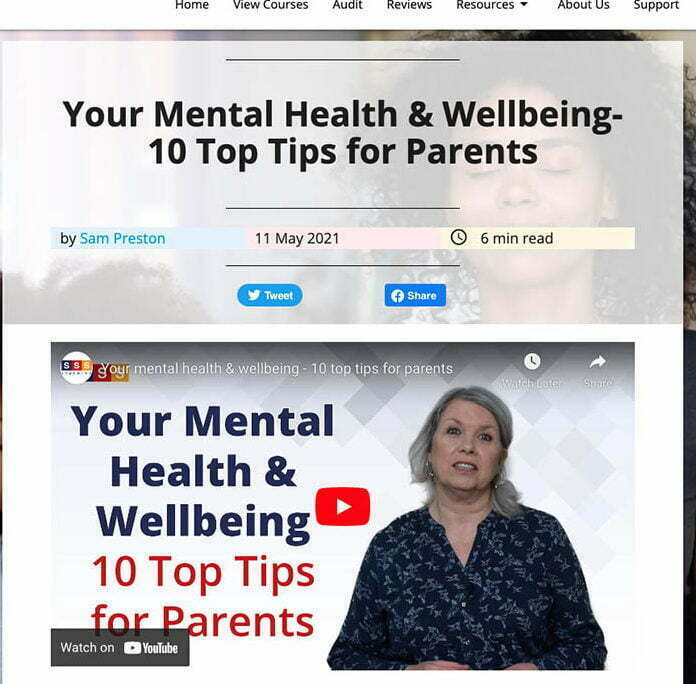 Home View Courses Audit Reviews Resources About Us Support
Your Mental Health & Wellbeing-
10 Top Tips for Parents
by Sam Preston 11 May 2021 6 min read
Tweet Share
SSS Your mental health & wellbeing - 10 top tips for parents
Watch Later Share
Your Mental
Health &
Wellbeing
10 Top Tips
for Parents
Watch on YouTube